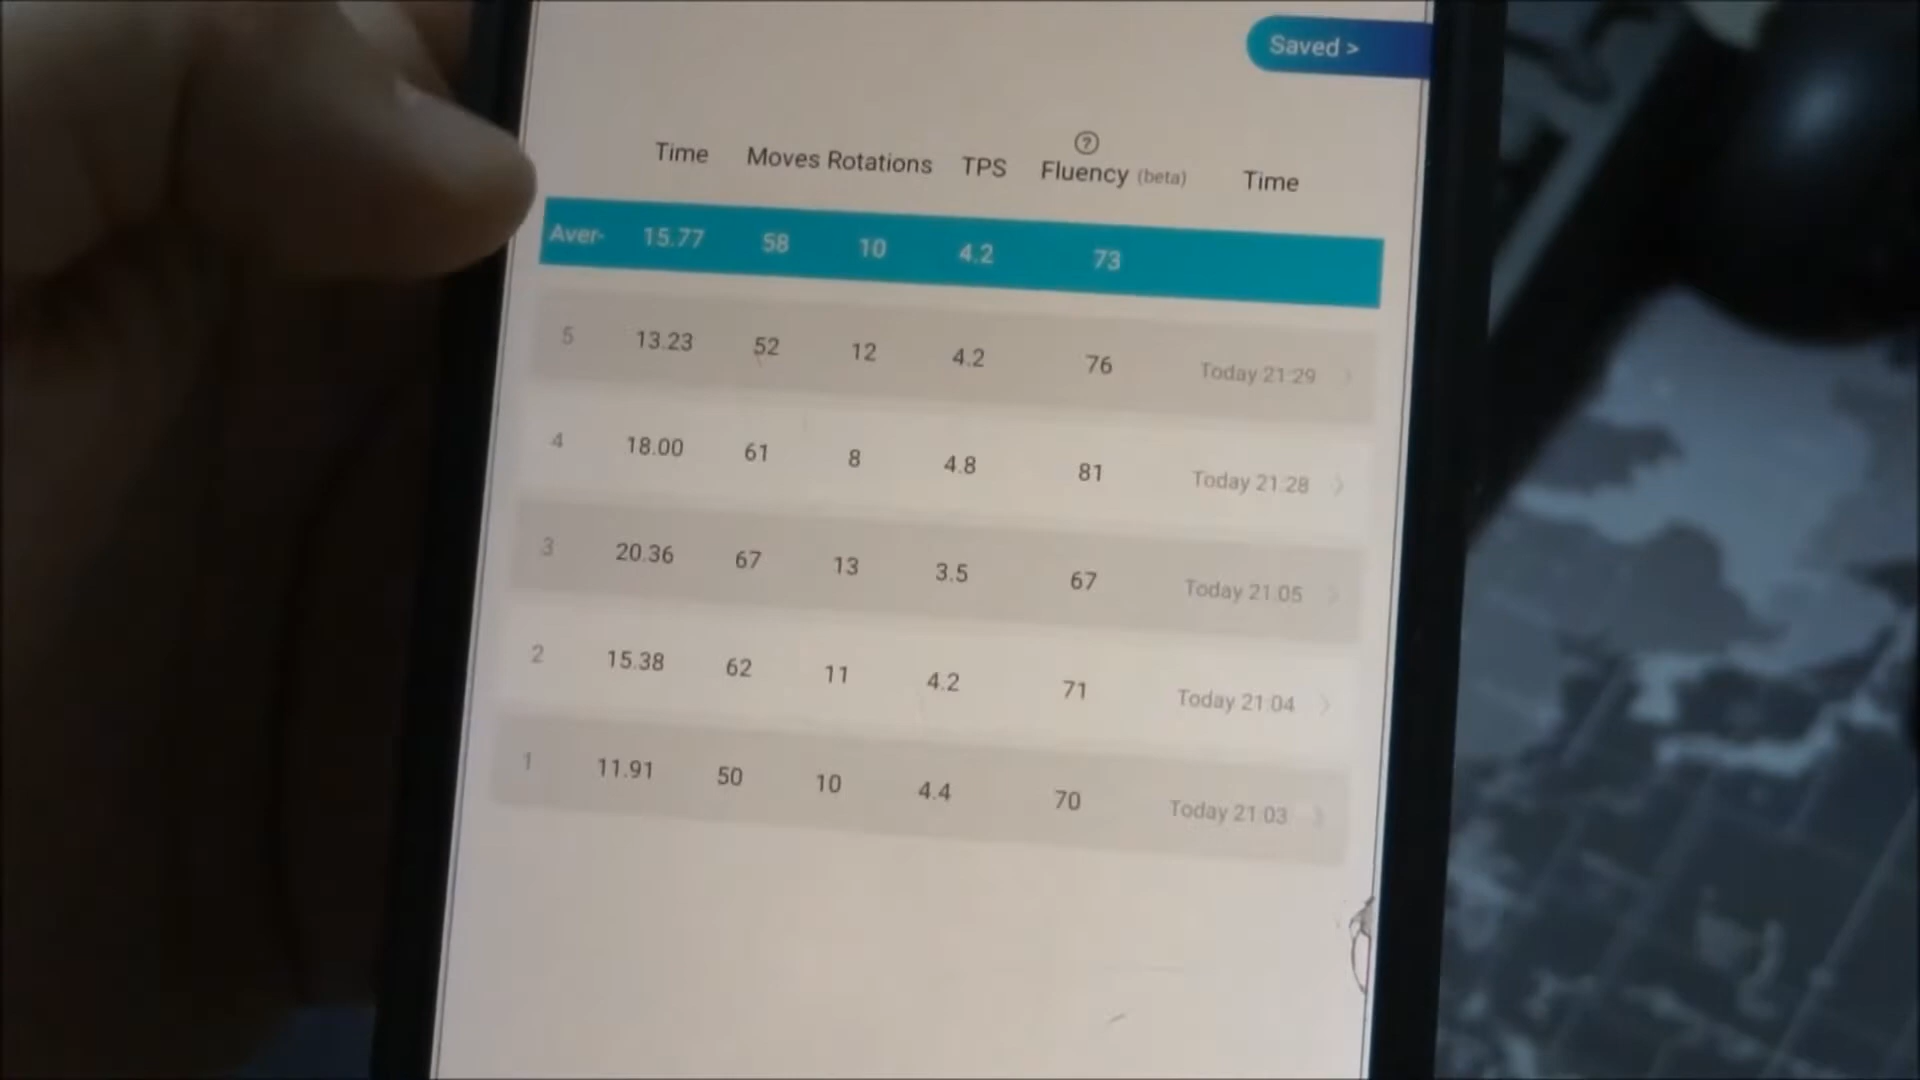 Saved >
Time Moves Rotations TPS ? Fluency (beta) Time
Aver- 15.77 58 10 4.2 73
5 13.23 52 12 4.2 76 Today 21:29
4 18.00 61 8 4.8 81 Today 21:28
3 20.36 67 13 3.5 67 Today 21:05
2 15.38 62 11 4.2 71 Today 21:04
1 11.91 50 10 4.4 70 Today 21:03